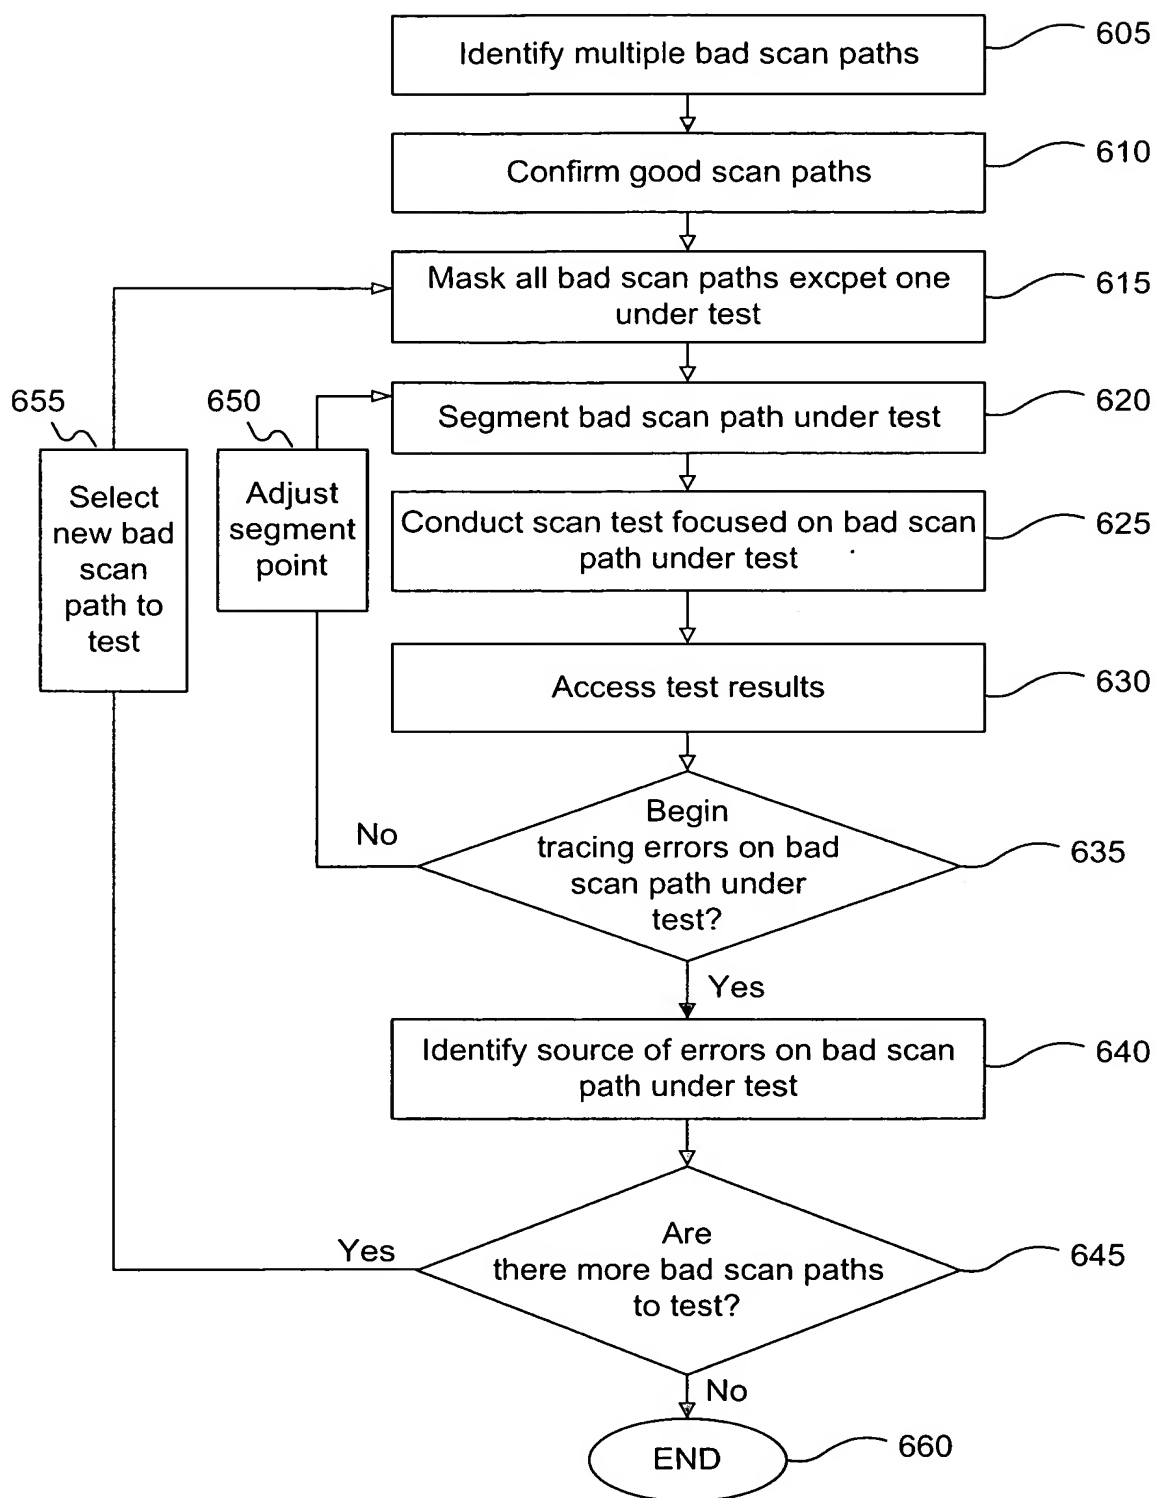 Identify multiple bad scan paths
605
Confirm good scan paths
610
Mask all bad scan paths excpet one
under test
615
655
650
Segment bad scan path under test
620
Select
new bad
scan
path to
test
Adjust
segment
point
Conduct scan test focused on bad scan
path under test
625
Access test results
630
Begin
tracing errors on bad
scan path under
test?
635
No
Yes
Identify source of errors on bad scan
path under test
640
Are
there more bad scan paths
to test?
645
Yes
No
END
660